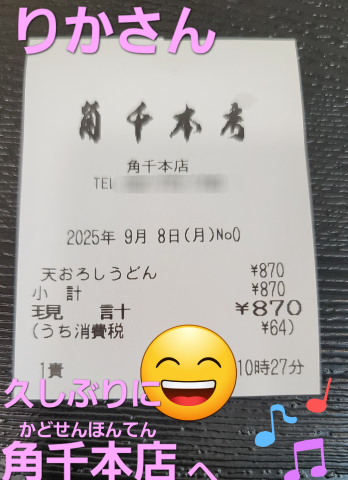 りかさん
角千本店
角千本店
TEL
2025年 9月 8日(月)No0
天おろしうどん ¥870
小 計 ¥870
現 計 ¥870
(うち消費税 ¥64)
1責 10時27分
久しぶりに
かどせんほんてん
角千本店 へ